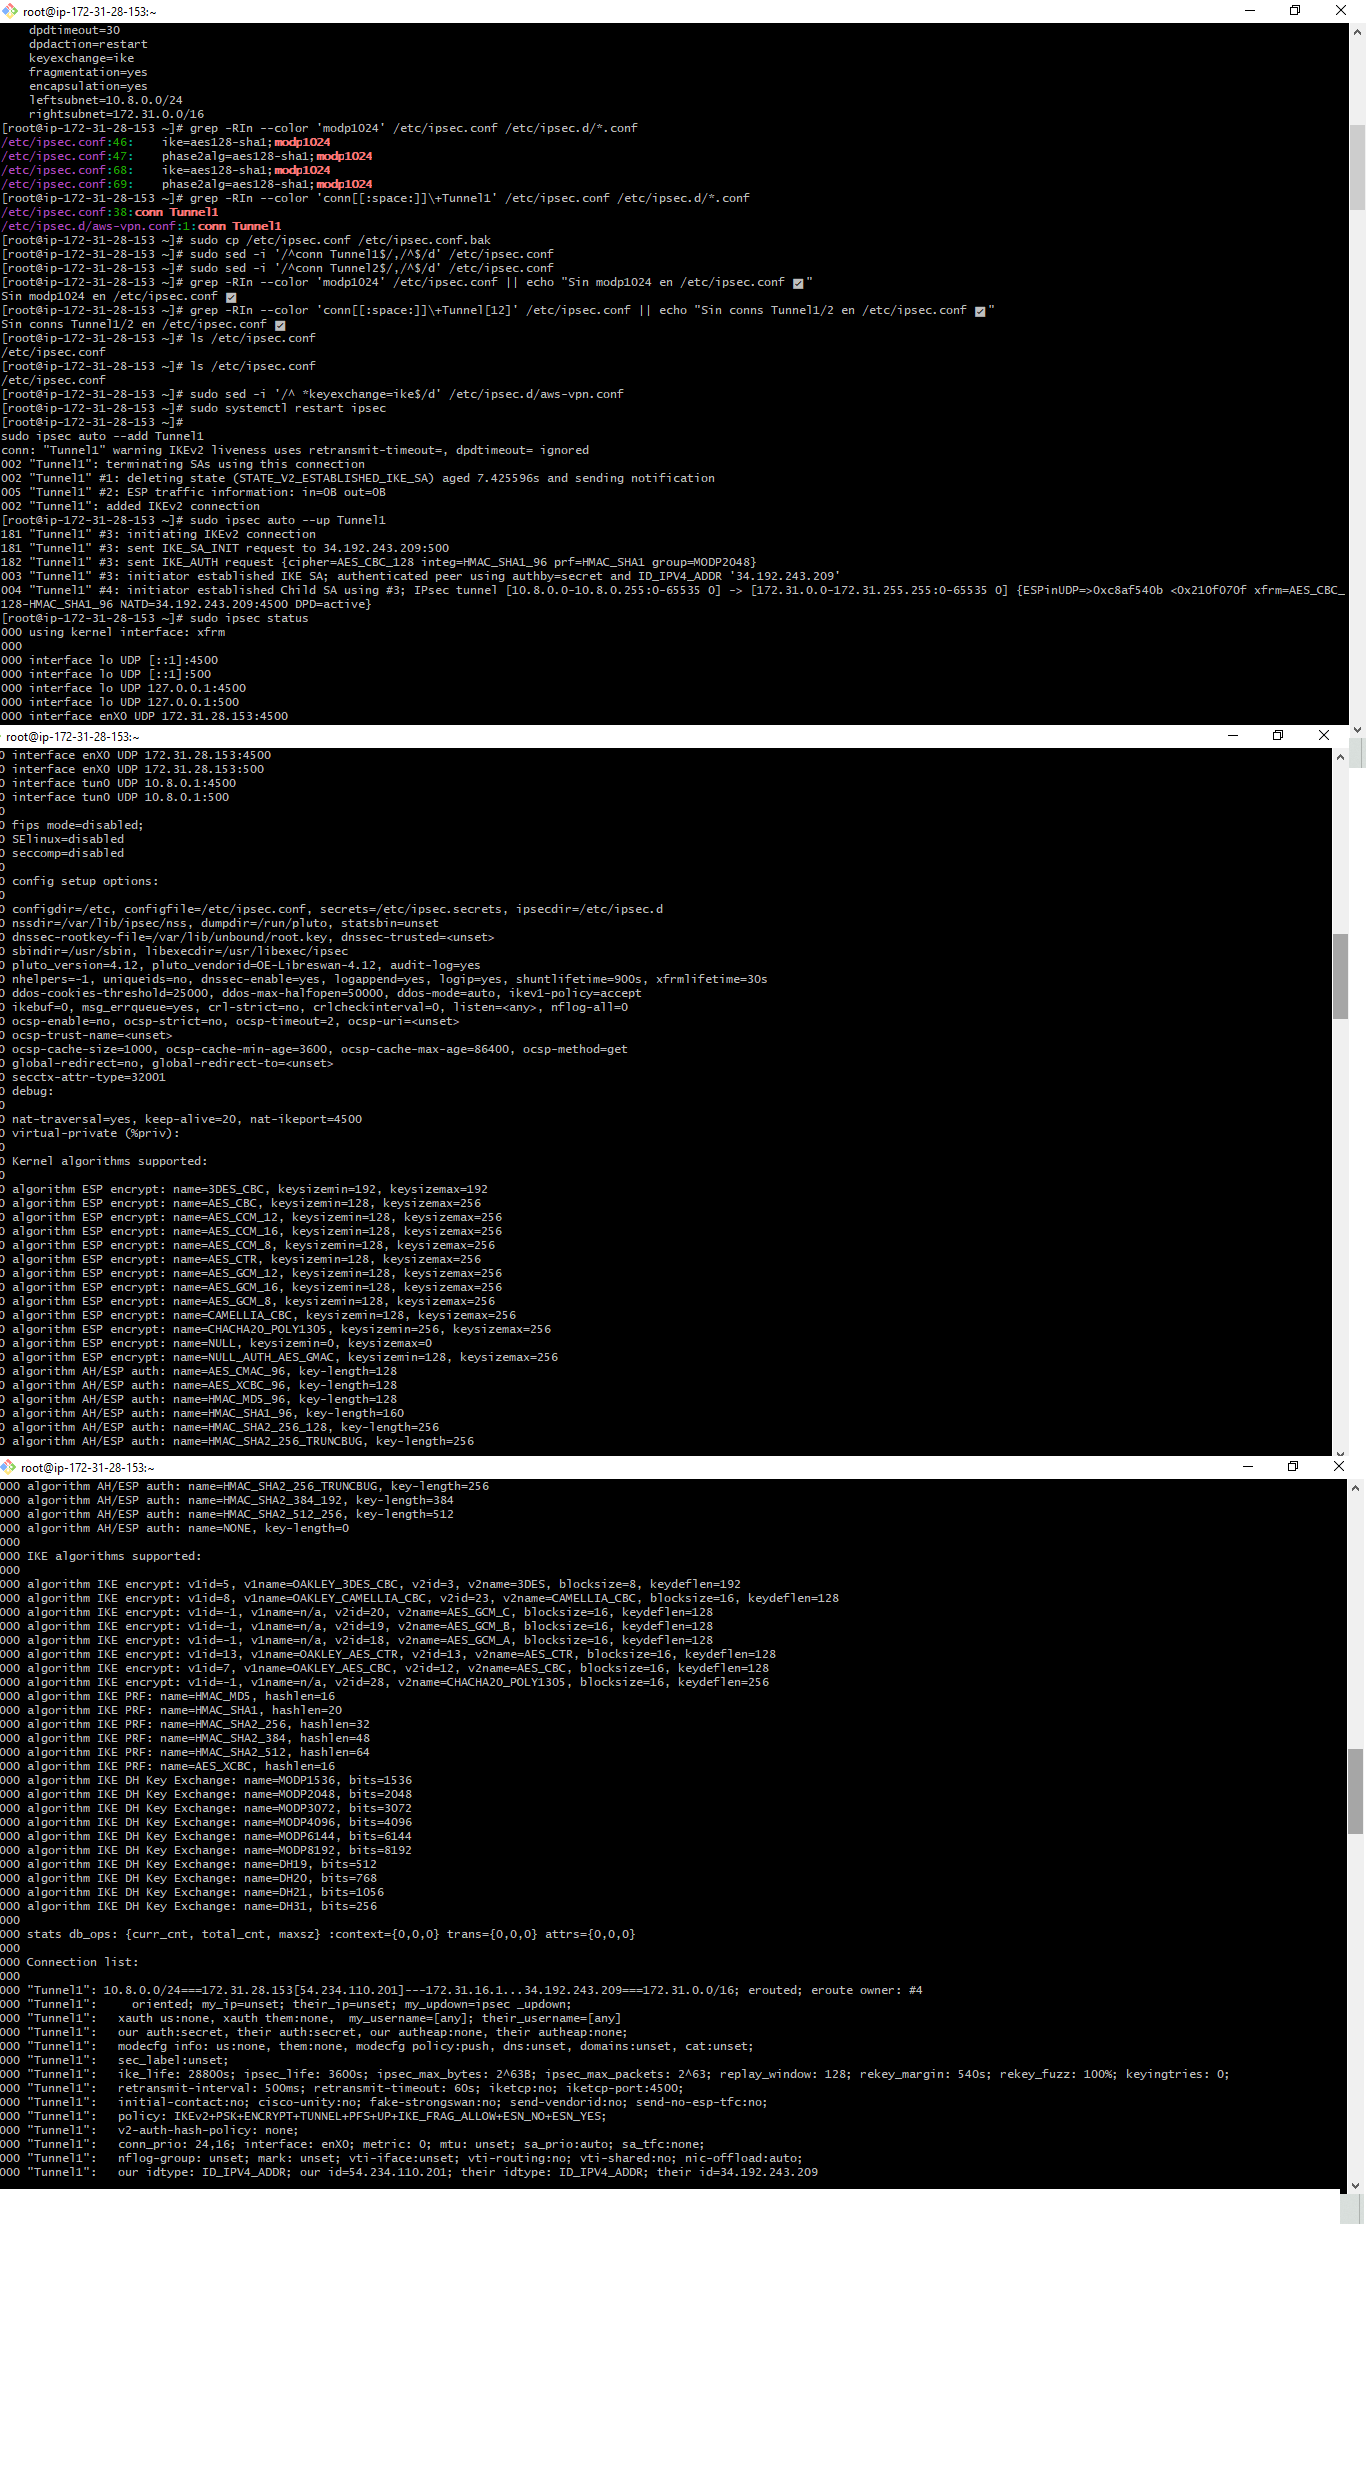 root@ip-172-31-28-153:~
    dpdtimeout=30
    dpdaction=restart
    keyexchange=ike
    fragmentation=yes
    encapsulation=yes
    leftsubnet=10.8.0.0/24
    rightsubnet=172.31.0.0/16
[root@ip-172-31-28-153 ~]# grep -RIn --color 'modp1024' /etc/ipsec.conf /etc/ipsec.d/*.conf
/etc/ipsec.conf:46:    ike=aes128-sha1;modp1024
/etc/ipsec.conf:47:    phase2alg=aes128-sha1;modp1024
/etc/ipsec.conf:68:    ike=aes128-sha1;modp1024
/etc/ipsec.conf:69:    phase2alg=aes128-sha1;modp1024
[root@ip-172-31-28-153 ~]# grep -RIn --color 'conn[[:space:]]\+Tunnel1' /etc/ipsec.conf /etc/ipsec.d/*.conf
/etc/ipsec.conf:38:conn Tunnel1
/etc/ipsec.d/aws-vpn.conf:1:conn Tunnel1
[root@ip-172-31-28-153 ~]# sudo cp /etc/ipsec.conf /etc/ipsec.conf.bak
[root@ip-172-31-28-153 ~]# sudo sed -i '/^conn Tunnel1$/,/^$/d' /etc/ipsec.conf
[root@ip-172-31-28-153 ~]# sudo sed -i '/^conn Tunnel2$/,/^$/d' /etc/ipsec.conf
[root@ip-172-31-28-153 ~]# grep -RIn --color 'modp1024' /etc/ipsec.conf || echo "Sin modp1024 en /etc/ipsec.conf ✅"
Sin modp1024 en /etc/ipsec.conf ✅
[root@ip-172-31-28-153 ~]# grep -RIn --color 'conn[[:space:]]\+Tunnel[12]' /etc/ipsec.conf || echo "Sin conns Tunnel1/2 en /etc/ipsec.conf ✅"
Sin conns Tunnel1/2 en /etc/ipsec.conf ✅
[root@ip-172-31-28-153 ~]# ls /etc/ipsec.conf
/etc/ipsec.conf
[root@ip-172-31-28-153 ~]# ls /etc/ipsec.conf
/etc/ipsec.conf
[root@ip-172-31-28-153 ~]# sudo sed -i '/^ *keyexchange=ike$/d' /etc/ipsec.d/aws-vpn.conf
[root@ip-172-31-28-153 ~]# sudo systemctl restart ipsec
[root@ip-172-31-28-153 ~]#
sudo ipsec auto --add Tunnel1
conn: "Tunnel1" warning IKEv2 liveness uses retransmit-timeout=, dpdtimeout= ignored
002 "Tunnel1": terminating SAs using this connection
002 "Tunnel1" #1: deleting state (STATE_V2_ESTABLISHED_IKE_SA) aged 7.425596s and sending notification
005 "Tunnel1" #2: ESP traffic information: in=0B out=0B
002 "Tunnel1": added IKEv2 connection
[root@ip-172-31-28-153 ~]# sudo ipsec auto --up Tunnel1
181 "Tunnel1" #3: initiating IKEv2 connection
181 "Tunnel1" #3: sent IKE_SA_INIT request to 34.192.243.209:500
182 "Tunnel1" #3: sent IKE_AUTH request {cipher=AES_CBC_128 integ=HMAC_SHA1_96 prf=HMAC_SHA1 group=MODP2048}
003 "Tunnel1" #3: initiator established IKE SA; authenticated peer using authby=secret and ID_IPV4_ADDR '34.192.243.209'
004 "Tunnel1" #4: initiator established Child SA using #3; IPsec tunnel [10.8.0.0-10.8.0.255:0-65535 0] -> [172.31.0.0-172.31.255.255:0-65535 0] {ESPinUDP=>0xc8af540b <0x210f070f xfrm=AES_CBC_
128-HMAC_SHA1_96 NATD=34.192.243.209:4500 DPD=active}
[root@ip-172-31-28-153 ~]# sudo ipsec status
000 using kernel interface: xfrm
000
000 interface lo UDP [::1]:4500
000 interface lo UDP [::1]:500
000 interface lo UDP 127.0.0.1:4500
000 interface lo UDP 127.0.0.1:500
000 interface enX0 UDP 172.31.28.153:4500
root@ip-172-31-28-153:~
0 interface enX0 UDP 172.31.28.153:4500
0 interface enX0 UDP 172.31.28.153:500
0 interface tun0 UDP 10.8.0.1:4500
0 interface tun0 UDP 10.8.0.1:500
0
0 fips mode=disabled;
0 SElinux=disabled
0 seccomp=disabled
0
0 config setup options:
0
0 configdir=/etc, configfile=/etc/ipsec.conf, secrets=/etc/ipsec.secrets, ipsecdir=/etc/ipsec.d
0 nssdir=/var/lib/ipsec/nss, dumpdir=/run/pluto, statsbin=unset
0 dnssec-rootkey-file=/var/lib/unbound/root.key, dnssec-trusted=<unset>
0 sbindir=/usr/sbin, libexecdir=/usr/libexec/ipsec
0 pluto_version=4.12, pluto_vendorid=OE-Libreswan-4.12, audit-log=yes
0 nhelpers=-1, uniqueids=no, dnssec-enable=yes, logappend=yes, logip=yes, shuntlifetime=900s, xfrmlifetime=30s
0 ddos-cookies-threshold=25000, ddos-max-halfopen=50000, ddos-mode=auto, ikev1-policy=accept
0 ikebuf=0, msg_errqueue=yes, crl-strict=no, crlcheckinterval=0, listen=<any>, nflog-all=0
0 ocsp-enable=no, ocsp-strict=no, ocsp-timeout=2, ocsp-uri=<unset>
0 ocsp-trust-name=<unset>
0 ocsp-cache-size=1000, ocsp-cache-min-age=3600, ocsp-cache-max-age=86400, ocsp-method=get
0 global-redirect=no, global-redirect-to=<unset>
0 secctx-attr-type=32001
0 debug:
0
0 nat-traversal=yes, keep-alive=20, nat-ikeport=4500
0 virtual-private (%priv):
0
0 Kernel algorithms supported:
0
0 algorithm ESP encrypt: name=3DES_CBC, keysizemin=192, keysizemax=192
0 algorithm ESP encrypt: name=AES_CBC, keysizemin=128, keysizemax=256
0 algorithm ESP encrypt: name=AES_CCM_12, keysizemin=128, keysizemax=256
0 algorithm ESP encrypt: name=AES_CCM_16, keysizemin=128, keysizemax=256
0 algorithm ESP encrypt: name=AES_CCM_8, keysizemin=128, keysizemax=256
0 algorithm ESP encrypt: name=AES_CTR, keysizemin=128, keysizemax=256
0 algorithm ESP encrypt: name=AES_GCM_12, keysizemin=128, keysizemax=256
0 algorithm ESP encrypt: name=AES_GCM_16, keysizemin=128, keysizemax=256
0 algorithm ESP encrypt: name=AES_GCM_8, keysizemin=128, keysizemax=256
0 algorithm ESP encrypt: name=CAMELLIA_CBC, keysizemin=128, keysizemax=256
0 algorithm ESP encrypt: name=CHACHA20_POLY1305, keysizemin=256, keysizemax=256
0 algorithm ESP encrypt: name=NULL, keysizemin=0, keysizemax=0
0 algorithm ESP encrypt: name=NULL_AUTH_AES_GMAC, keysizemin=128, keysizemax=256
0 algorithm AH/ESP auth: name=AES_CMAC_96, key-length=128
0 algorithm AH/ESP auth: name=AES_XCBC_96, key-length=128
0 algorithm AH/ESP auth: name=HMAC_MD5_96, key-length=128
0 algorithm AH/ESP auth: name=HMAC_SHA1_96, key-length=160
0 algorithm AH/ESP auth: name=HMAC_SHA2_256_128, key-length=256
0 algorithm AH/ESP auth: name=HMAC_SHA2_256_TRUNCBUG, key-length=256
root@ip-172-31-28-153:~
000 algorithm AH/ESP auth: name=HMAC_SHA2_256_TRUNCBUG, key-length=256
000 algorithm AH/ESP auth: name=HMAC_SHA2_384_192, key-length=384
000 algorithm AH/ESP auth: name=HMAC_SHA2_512_256, key-length=512
000 algorithm AH/ESP auth: name=NONE, key-length=0
000
000 IKE algorithms supported:
000
000 algorithm IKE encrypt: v1id=5, v1name=OAKLEY_3DES_CBC, v2id=3, v2name=3DES, blocksize=8, keydeflen=192
000 algorithm IKE encrypt: v1id=8, v1name=OAKLEY_CAMELLIA_CBC, v2id=23, v2name=CAMELLIA_CBC, blocksize=16, keydeflen=128
000 algorithm IKE encrypt: v1id=-1, v1name=n/a, v2id=20, v2name=AES_GCM_C, blocksize=16, keydeflen=128
000 algorithm IKE encrypt: v1id=-1, v1name=n/a, v2id=19, v2name=AES_GCM_B, blocksize=16, keydeflen=128
000 algorithm IKE encrypt: v1id=-1, v1name=n/a, v2id=18, v2name=AES_GCM_A, blocksize=16, keydeflen=128
000 algorithm IKE encrypt: v1id=13, v1name=OAKLEY_AES_CTR, v2id=13, v2name=AES_CTR, blocksize=16, keydeflen=128
000 algorithm IKE encrypt: v1id=7, v1name=OAKLEY_AES_CBC, v2id=12, v2name=AES_CBC, blocksize=16, keydeflen=128
000 algorithm IKE encrypt: v1id=-1, v1name=n/a, v2id=28, v2name=CHACHA20_POLY1305, blocksize=16, keydeflen=256
000 algorithm IKE PRF: name=HMAC_MD5, hashlen=16
000 algorithm IKE PRF: name=HMAC_SHA1, hashlen=20
000 algorithm IKE PRF: name=HMAC_SHA2_256, hashlen=32
000 algorithm IKE PRF: name=HMAC_SHA2_384, hashlen=48
000 algorithm IKE PRF: name=HMAC_SHA2_512, hashlen=64
000 algorithm IKE PRF: name=AES_XCBC, hashlen=16
000 algorithm IKE DH Key Exchange: name=MODP1536, bits=1536
000 algorithm IKE DH Key Exchange: name=MODP2048, bits=2048
000 algorithm IKE DH Key Exchange: name=MODP3072, bits=3072
000 algorithm IKE DH Key Exchange: name=MODP4096, bits=4096
000 algorithm IKE DH Key Exchange: name=MODP6144, bits=6144
000 algorithm IKE DH Key Exchange: name=MODP8192, bits=8192
000 algorithm IKE DH Key Exchange: name=DH19, bits=512
000 algorithm IKE DH Key Exchange: name=DH20, bits=768
000 algorithm IKE DH Key Exchange: name=DH21, bits=1056
000 algorithm IKE DH Key Exchange: name=DH31, bits=256
000
000 stats db_ops: {curr_cnt, total_cnt, maxsz} :context={0,0,0} trans={0,0,0} attrs={0,0,0}
000
000 Connection list:
000
000 "Tunnel1": 10.8.0.0/24===172.31.28.153[54.234.110.201]---172.31.16.1...34.192.243.209===172.31.0.0/16; erouted; eroute owner: #4
000 "Tunnel1":     oriented; my_ip=unset; their_ip=unset; my_updown=ipsec _updown;
000 "Tunnel1":   xauth us:none, xauth them:none,  my_username=[any]; their_username=[any]
000 "Tunnel1":   our auth:secret, their auth:secret, our autheap:none, their autheap:none;
000 "Tunnel1":   modecfg info: us:none, them:none, modecfg policy:push, dns:unset, domains:unset, cat:unset;
000 "Tunnel1":   sec_label:unset;
000 "Tunnel1":   ike_life: 28800s; ipsec_life: 3600s; ipsec_max_bytes: 2^63B; ipsec_max_packets: 2^63; replay_window: 128; rekey_margin: 540s; rekey_fuzz: 100%; keyingtries: 0;
000 "Tunnel1":   retransmit-interval: 500ms; retransmit-timeout: 60s; iketcp:no; iketcp-port:4500;
000 "Tunnel1":   initial-contact:no; cisco-unity:no; fake-strongswan:no; send-vendorid:no; send-no-esp-tfc:no;
000 "Tunnel1":   policy: IKEv2+PSK+ENCRYPT+TUNNEL+PFS+UP+IKE_FRAG_ALLOW+ESN_NO+ESN_YES;
000 "Tunnel1":   v2-auth-hash-policy: none;
000 "Tunnel1":   conn_prio: 24,16; interface: enX0; metric: 0; mtu: unset; sa_prio:auto; sa_tfc:none;
000 "Tunnel1":   nflog-group: unset; mark: unset; vti-iface:unset; vti-routing:no; vti-shared:no; nic-offload:auto;
000 "Tunnel1":   our idtype: ID_IPV4_ADDR; our id=54.234.110.201; their idtype: ID_IPV4_ADDR; their id=34.192.243.209